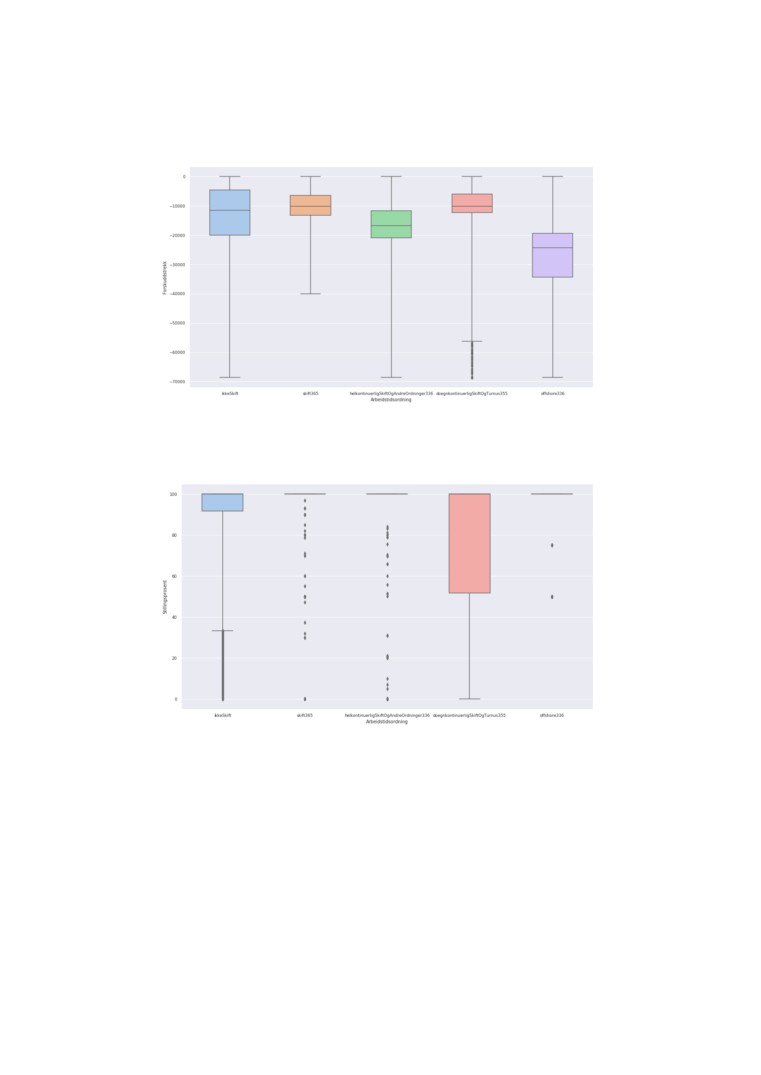 0
−10000
−20000
−30000
−40000
−50000
−60000
−70000
Forskuddstrekk
ikkeSkift skift365 helkontinuerligSkiftOgAndreOrdninger336 doegnkontinuerligSkiftOgTurnus355 offshore336
Arbeidstidsordning
100
80
60
40
20
0
Stillingsprosent
ikkeSkift skift365 helkontinuerligSkiftOgAndreOrdninger336 doegnkontinuerligSkiftOgTurnus355 offshore336
Arbeidstidsordning